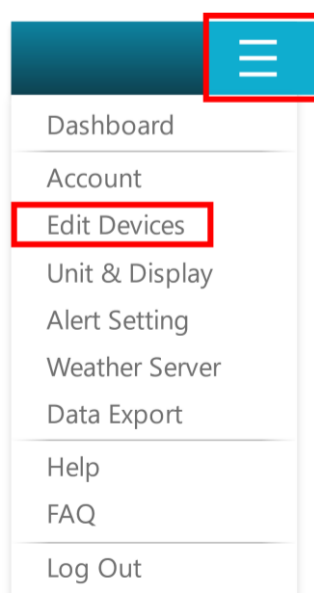 Dashboard
Account
Edit Devices
Unit & Display
Alert Setting
Weather Server
Data Export
Help
FAQ
Log Out